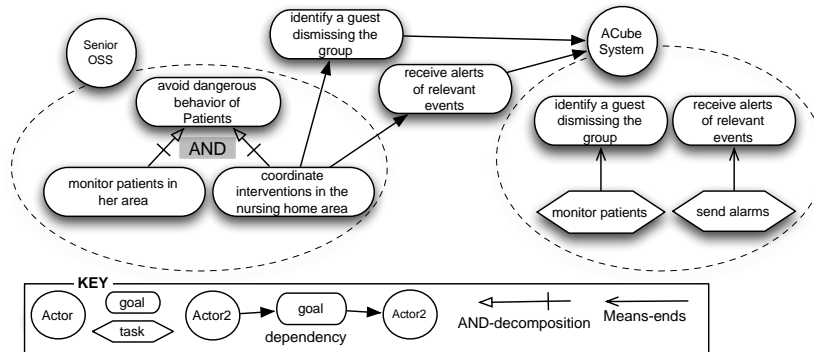 Senior
OSS
identify a guest
dismissing the
group
ACube
System
avoid dangerous
behavior of
Patients
receive alerts
of relevant
events
AND
monitor patients in
her area
coordinate
interventions in the
nursing home area
identify a guest
dismissing the
group
receive alerts
of relevant
events
monitor patients
send alarms
KEY
Actor
goal
task
Actor2
goal
Actor2
dependency
AND-decomposition
Means-ends